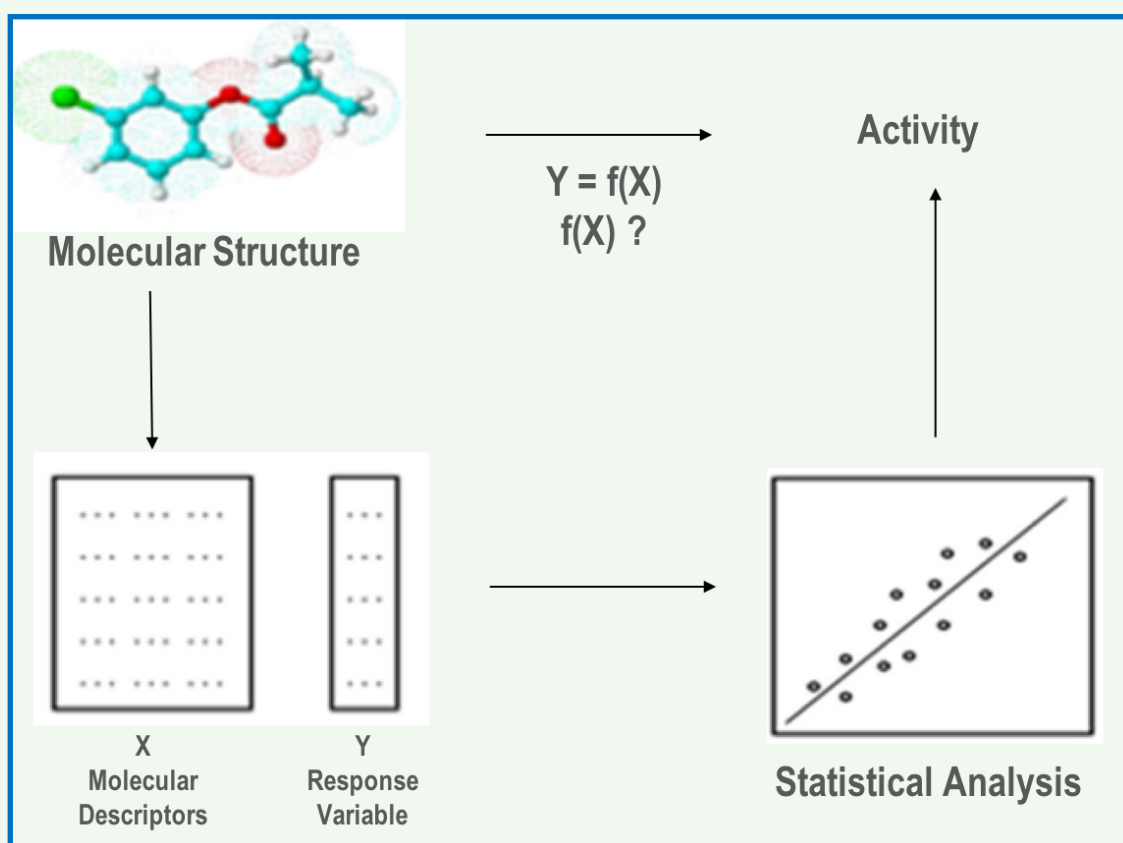 Activity
Y = f(X)
f(X) ?
Molecular Structure
X
Molecular
Descriptors
Y
Response
Variable
Statistical Analysis